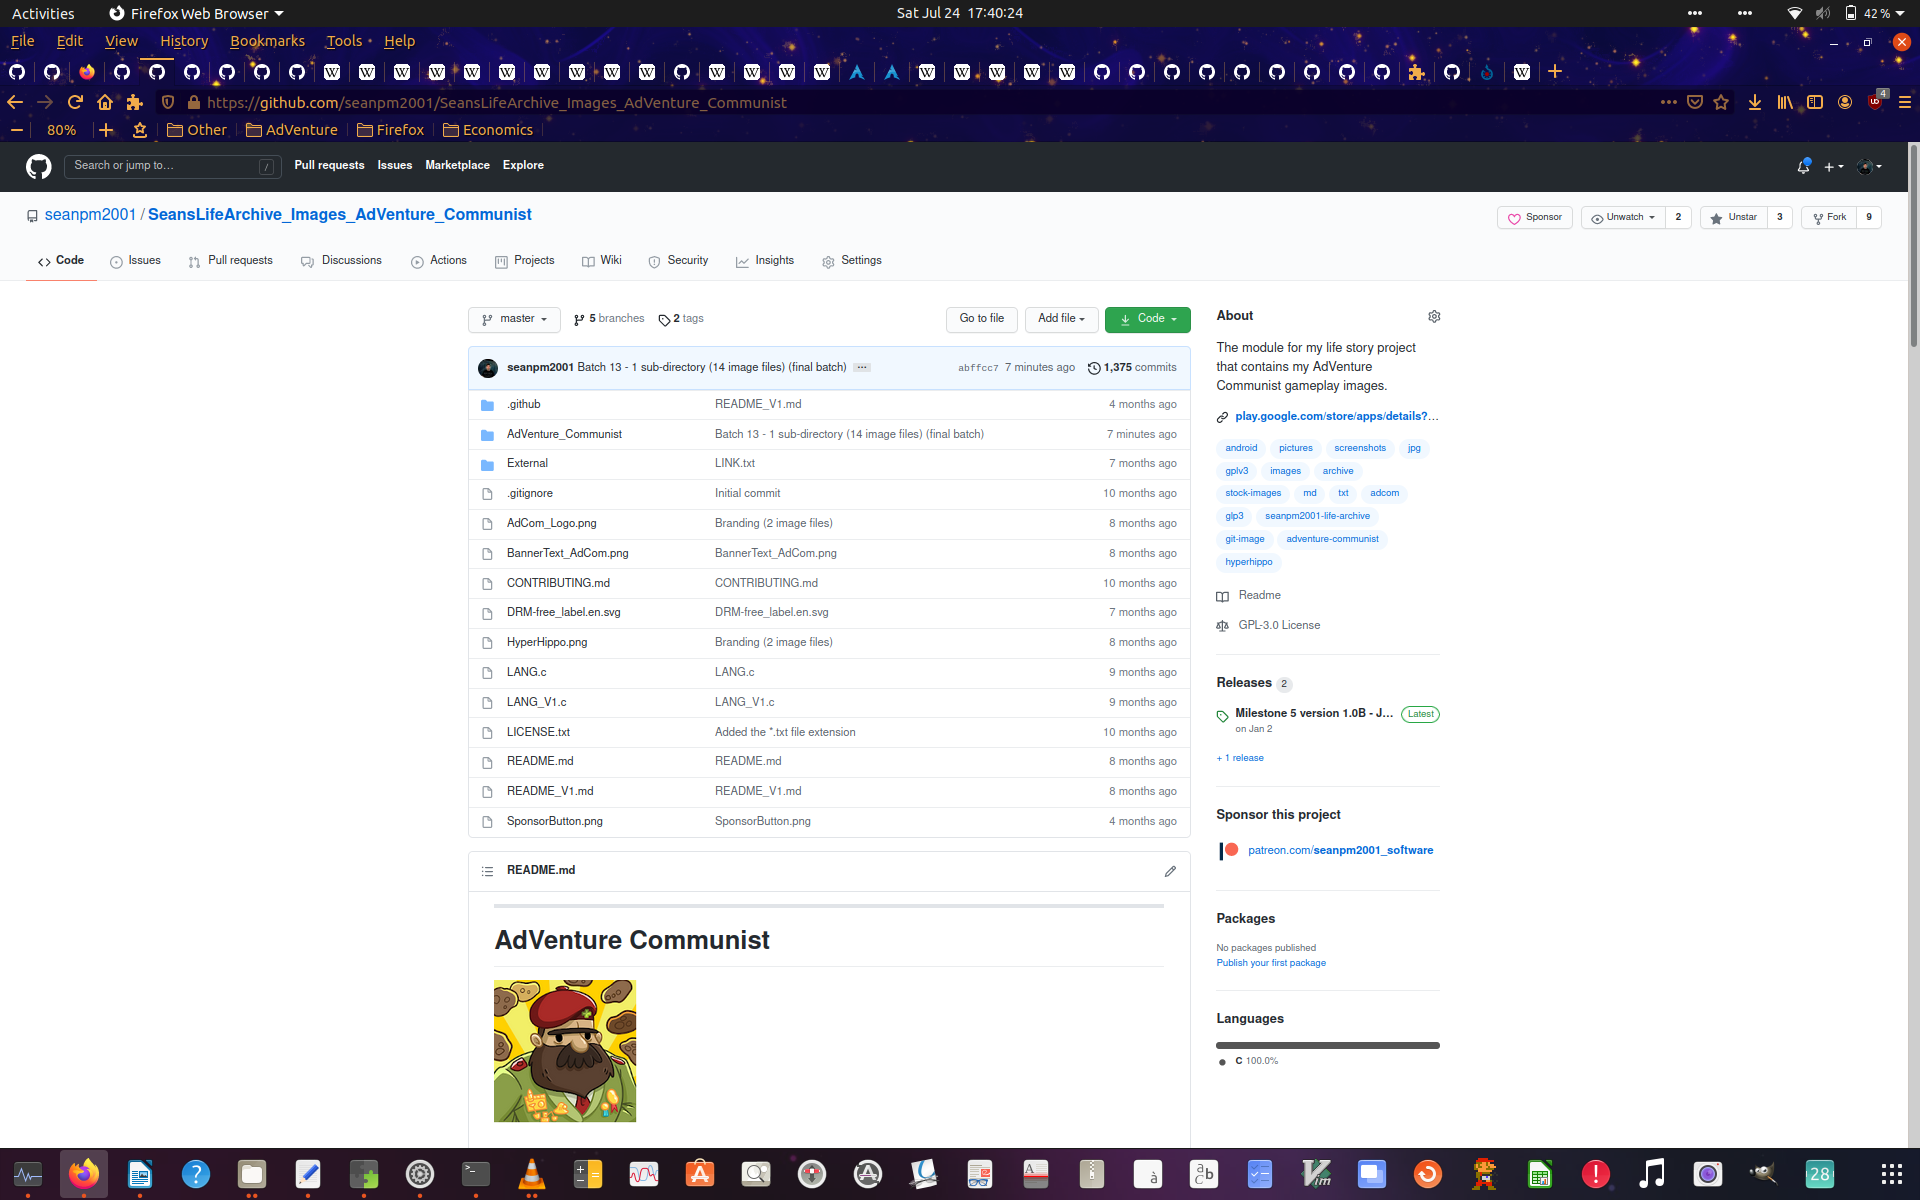 Activities Firefox Web Browser Sat Jul 24 17:40:24 42 %
File Edit View History Bookmarks Tools Help
https://github.com/seanpm2001/SeansLifeArchive_Images_AdVenture_Communist 4
80% Other AdVenture Firefox Economics
Search or jump to... / Pull requests Issues Marketplace Explore
seanpm2001 / SeansLifeArchive_Images_AdVenture_Communist Sponsor Unwatch 2 Unstar 3 Fork 9
Code Issues Pull requests Discussions Actions Projects Wiki Security Insights Settings
master 5 branches 2 tags Go to file Add file Code
seanpm2001 Batch 13 - 1 sub-directory (14 image files) (final batch) ... abffcc7 7 minutes ago 1,375 commits
.github README_V1.md 4 months ago
AdVenture_Communist Batch 13 - 1 sub-directory (14 image files) (final batch) 7 minutes ago
External LINK.txt 7 months ago
.gitignore Initial commit 10 months ago
AdCom_Logo.png Branding (2 image files) 8 months ago
BannerText_AdCom.png BannerText_AdCom.png 8 months ago
CONTRIBUTING.md CONTRIBUTING.md 10 months ago
DRM-free_label.en.svg DRM-free_label.en.svg 7 months ago
HyperHippo.png Branding (2 image files) 8 months ago
LANG.c LANG.c 9 months ago
LANG_V1.c LANG_V1.c 9 months ago
LICENSE.txt Added the *.txt file extension 10 months ago
README.md README.md 8 months ago
README_V1.md README_V1.md 8 months ago
SponsorButton.png SponsorButton.png 4 months ago
README.md
AdVenture Communist
About
The module for my life story project
that contains my AdVenture
Communist gameplay images.
play.google.com/store/apps/details?...
android pictures screenshots jpg
gplv3 images archive
stock-images md txt adcom
glp3 seanpm2001-life-archive
git-image adventure-communist
hyperhippo
Readme
GPL-3.0 License
Releases 2
Milestone 5 version 1.0B - J... Latest
on Jan 2
+ 1 release
Sponsor this project
patreon.com/seanpm2001_software
Packages
No packages published
Publish your first package
Languages
C 100.0%
28